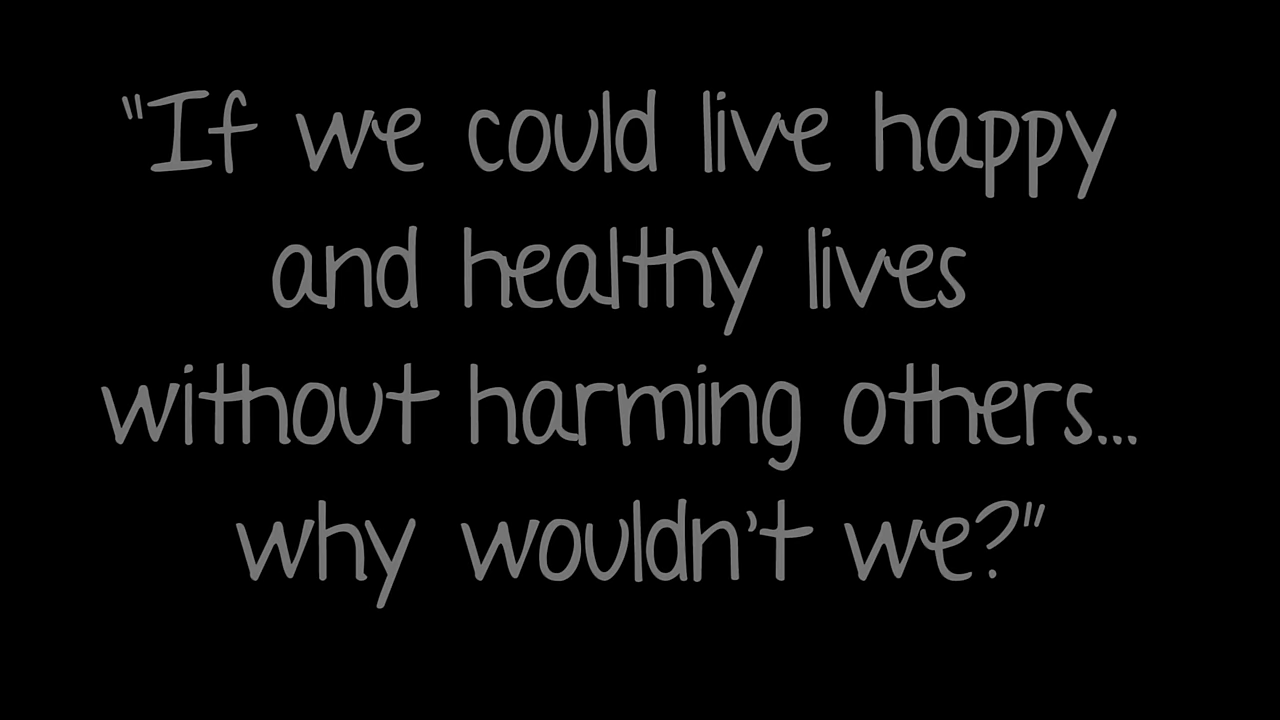 "If we could live happy
and healthy lives
without harming others...
why wouldn't we?"